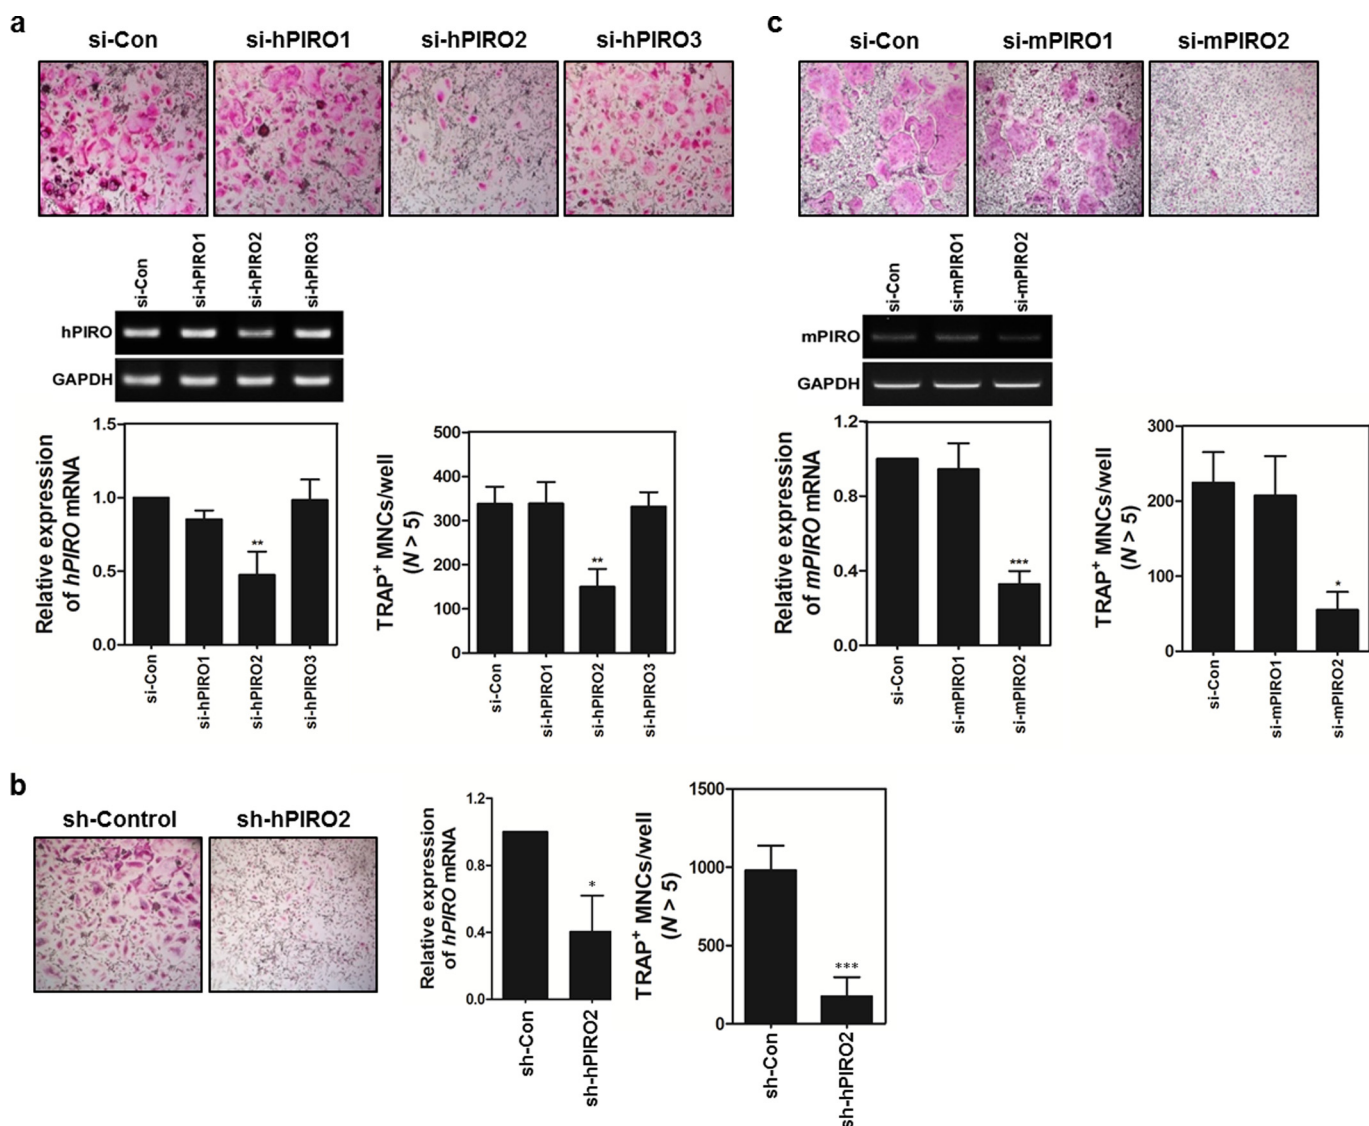 a
si-Con si-hPIRO1 si-hPIRO2 si-hPIRO3
si-Con
si-hPIRO1
si-hPIRO2
si-hPIRO3
hPIRO
GAPDH
Relative expression
of hPIRO mRNA
1.5
1.0
0.5
0.0
**
si-Con
si-hPIRO1
si-hPIRO2
si-hPIRO3
TRAP+ MNCs/well
(N > 5)
500
400
300
200
100
0
**
si-Con
si-hPIRO1
si-hPIRO2
si-hPIRO3
c
si-Con si-mPIRO1 si-mPIRO2
si-Con
si-mPIRO1
si-mPIRO2
mPIRO
GAPDH
Relative expression
of mPIRO mRNA
1.2
0.8
0.4
0.0
***
si-Con
si-mPIRO1
si-mPIRO2
TRAP+ MNCs/well
(N > 5)
300
200
100
0
*
si-Con
si-mPIRO1
si-mPIRO2
b
sh-Control sh-hPIRO2
Relative expression
of hPIRO mRNA
1.2
0.8
0.4
0.0
*
sh-Con
sh-hPIRO2
TRAP+ MNCs/well
(N > 5)
1500
1000
500
0
***
sh-Con
sh-hPIRO2